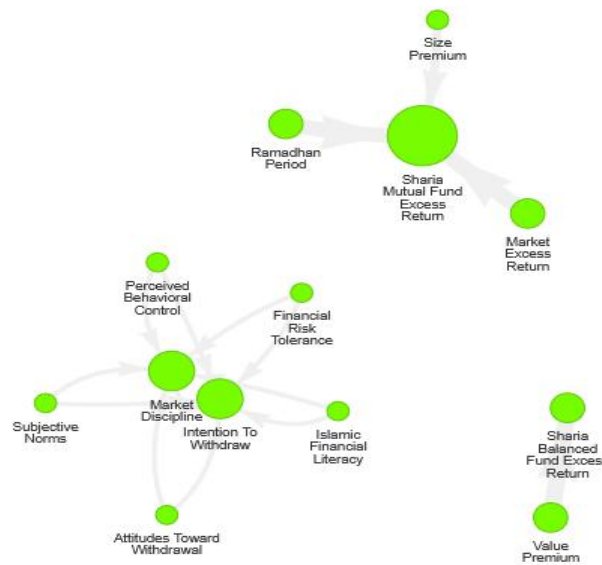 Size
Premium
Ramadhan
Period
Sharia
Mutual Fund
Excess
Return
Market
Excess
Return
Perceived
Behavioral
Control
Financial
Risk
Tolerance
Market
Discipline
Intention To
Withdraw
Subjective
Norms
Islamic
Financial
Literacy
Attitudes Toward
Withdrawal
Sharia
Balanced
Fund Exces
Return
Value
Premium